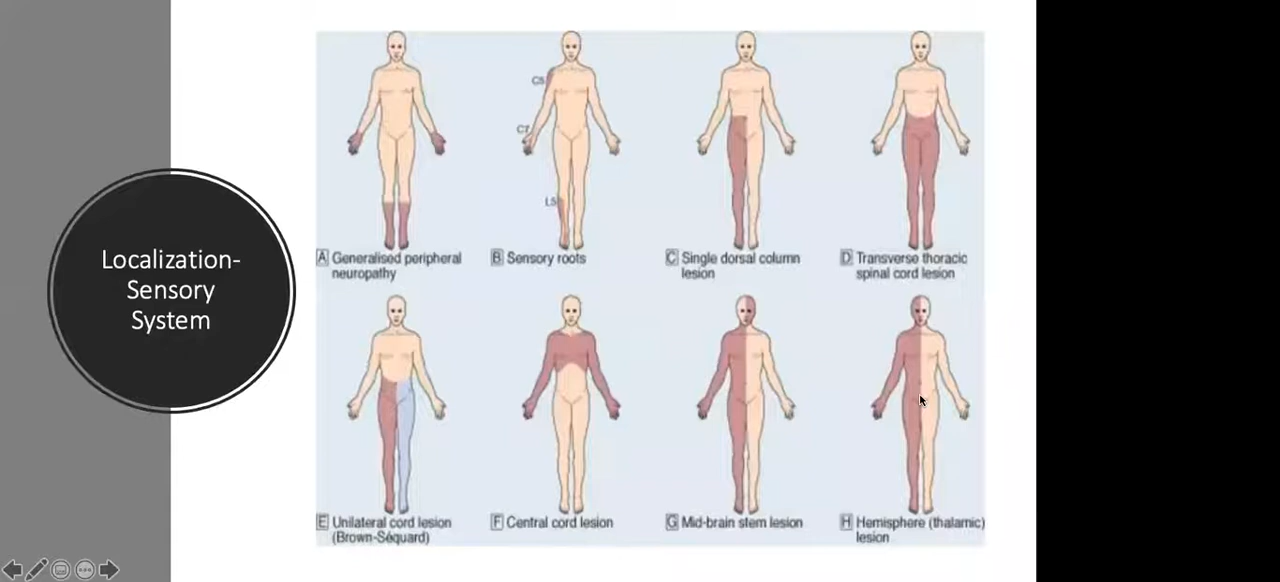 Localization-
Sensory
System
C5
C7
L5
A Generalised peripheral
neuropathy
B Sensory roots
C Single dorsal column
lesion
D Transverse thoracic
spinal cord lesion
E Unilateral cord lesion
(Brown-Séquard)
F Central cord lesion
G Mid-brain stem lesion
H Hemisphere (thalamic)
lesion